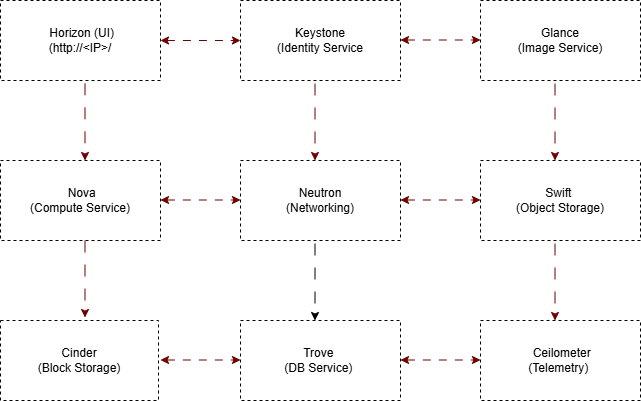 Horizon (UI)
(http://<IP>/
Keystone
(Identity Service
Glance
(Image Service)
Nova
(Compute Service)
Neutron
(Networking)
Swift
(Object Storage)
Cinder
(Block Storage)
Trove
(DB Service)
Ceilometer
(Telemetry)